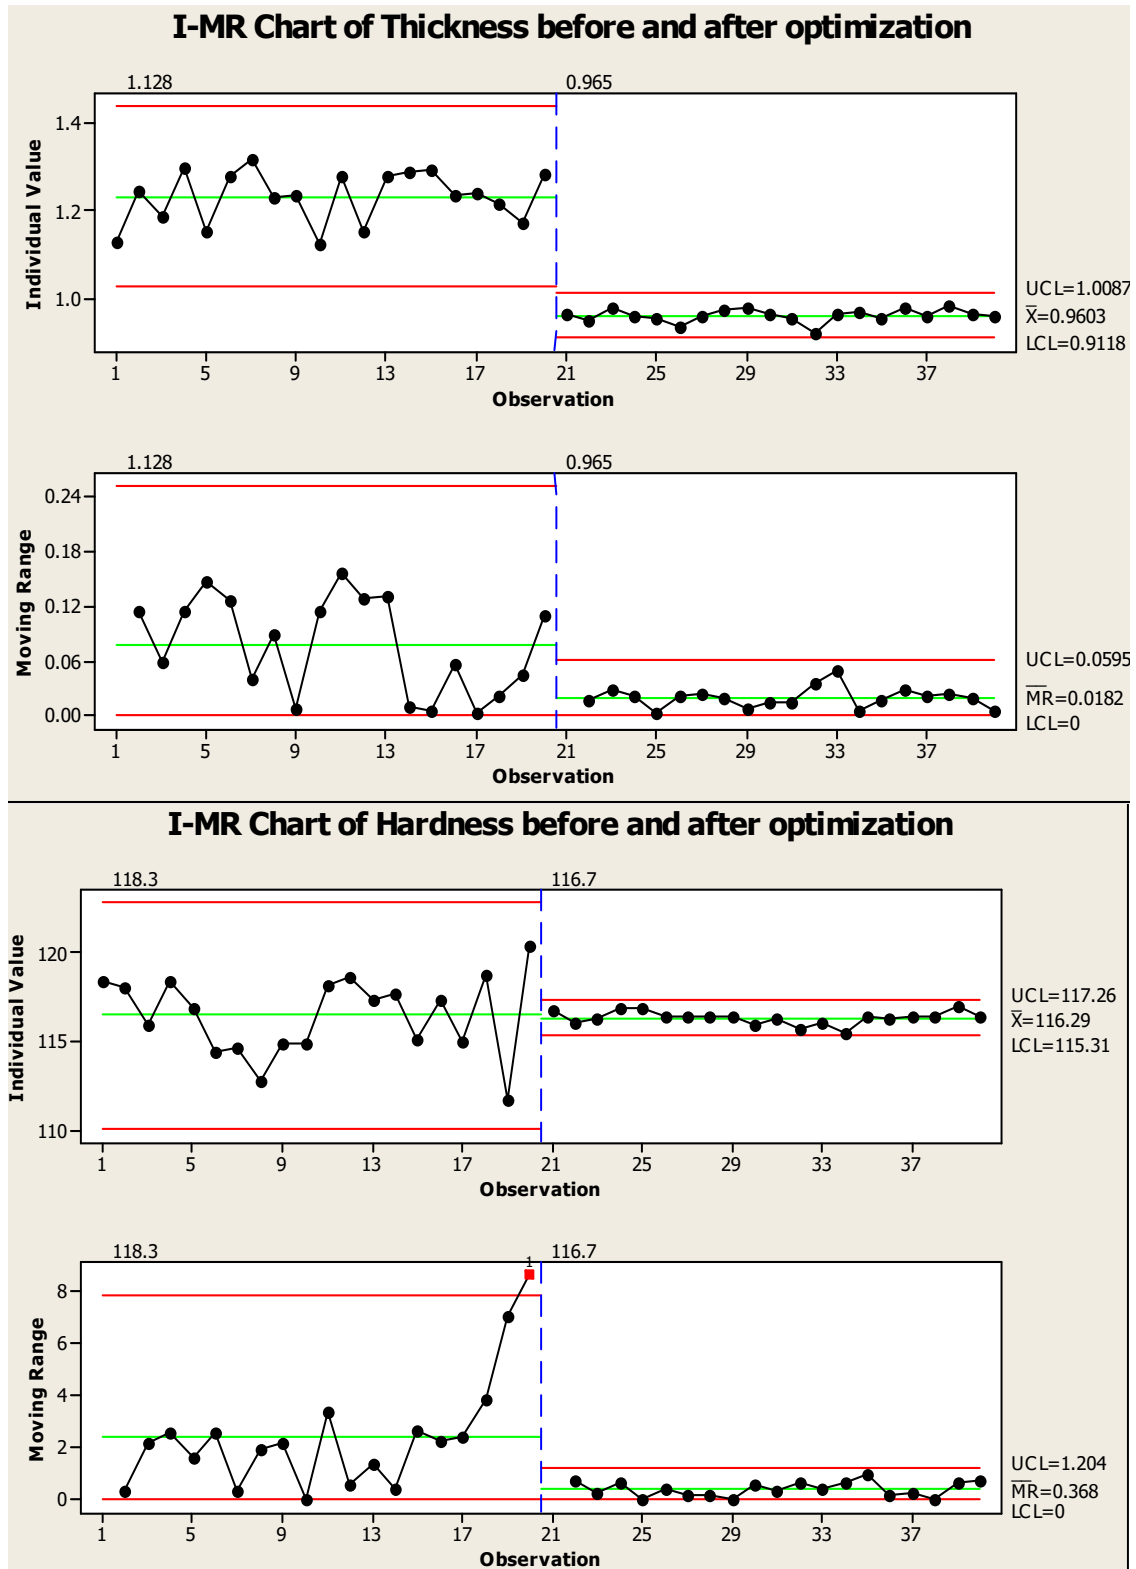 I-MR Chart of Thickness before and after optimization
1.128 0.965
Individual Value
1.4
1.2
1.0
UCL=1.0087
X̄=0.9603
LCL=0.9118
1 5 9 13 17 21 25 29 33 37
Observation
1.128 0.965
Moving Range
0.24
0.18
0.12
0.06
0.00
UCL=0.0595
M̅R̅=0.0182
LCL=0
1 5 9 13 17 21 25 29 33 37
Observation
I-MR Chart of Hardness before and after optimization
118.3 116.7
Individual Value
120
115
110
UCL=117.26
X̄=116.29
LCL=115.31
1 5 9 13 17 21 25 29 33 37
Observation
118.3 116.7
1
Moving Range
8
6
4
2
0
UCL=1.204
M̅R̅=0.368
LCL=0
1 5 9 13 17 21 25 29 33 37
Observation